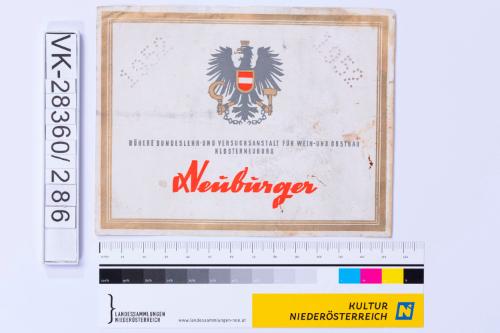 VK-28360/286
1952
1952
HÖHERE BUNDESLEHR-UND VERSUCHSANSTALT FÜR WEIN-UND OBSTBAU
KLOSTERNEUBURG
Neuburger
LANDESSAMMLUNGEN
NIEDERÖSTERREICH
www.landessammlungen-noe.at
KULTUR
NIEDERÖSTERREICH
N